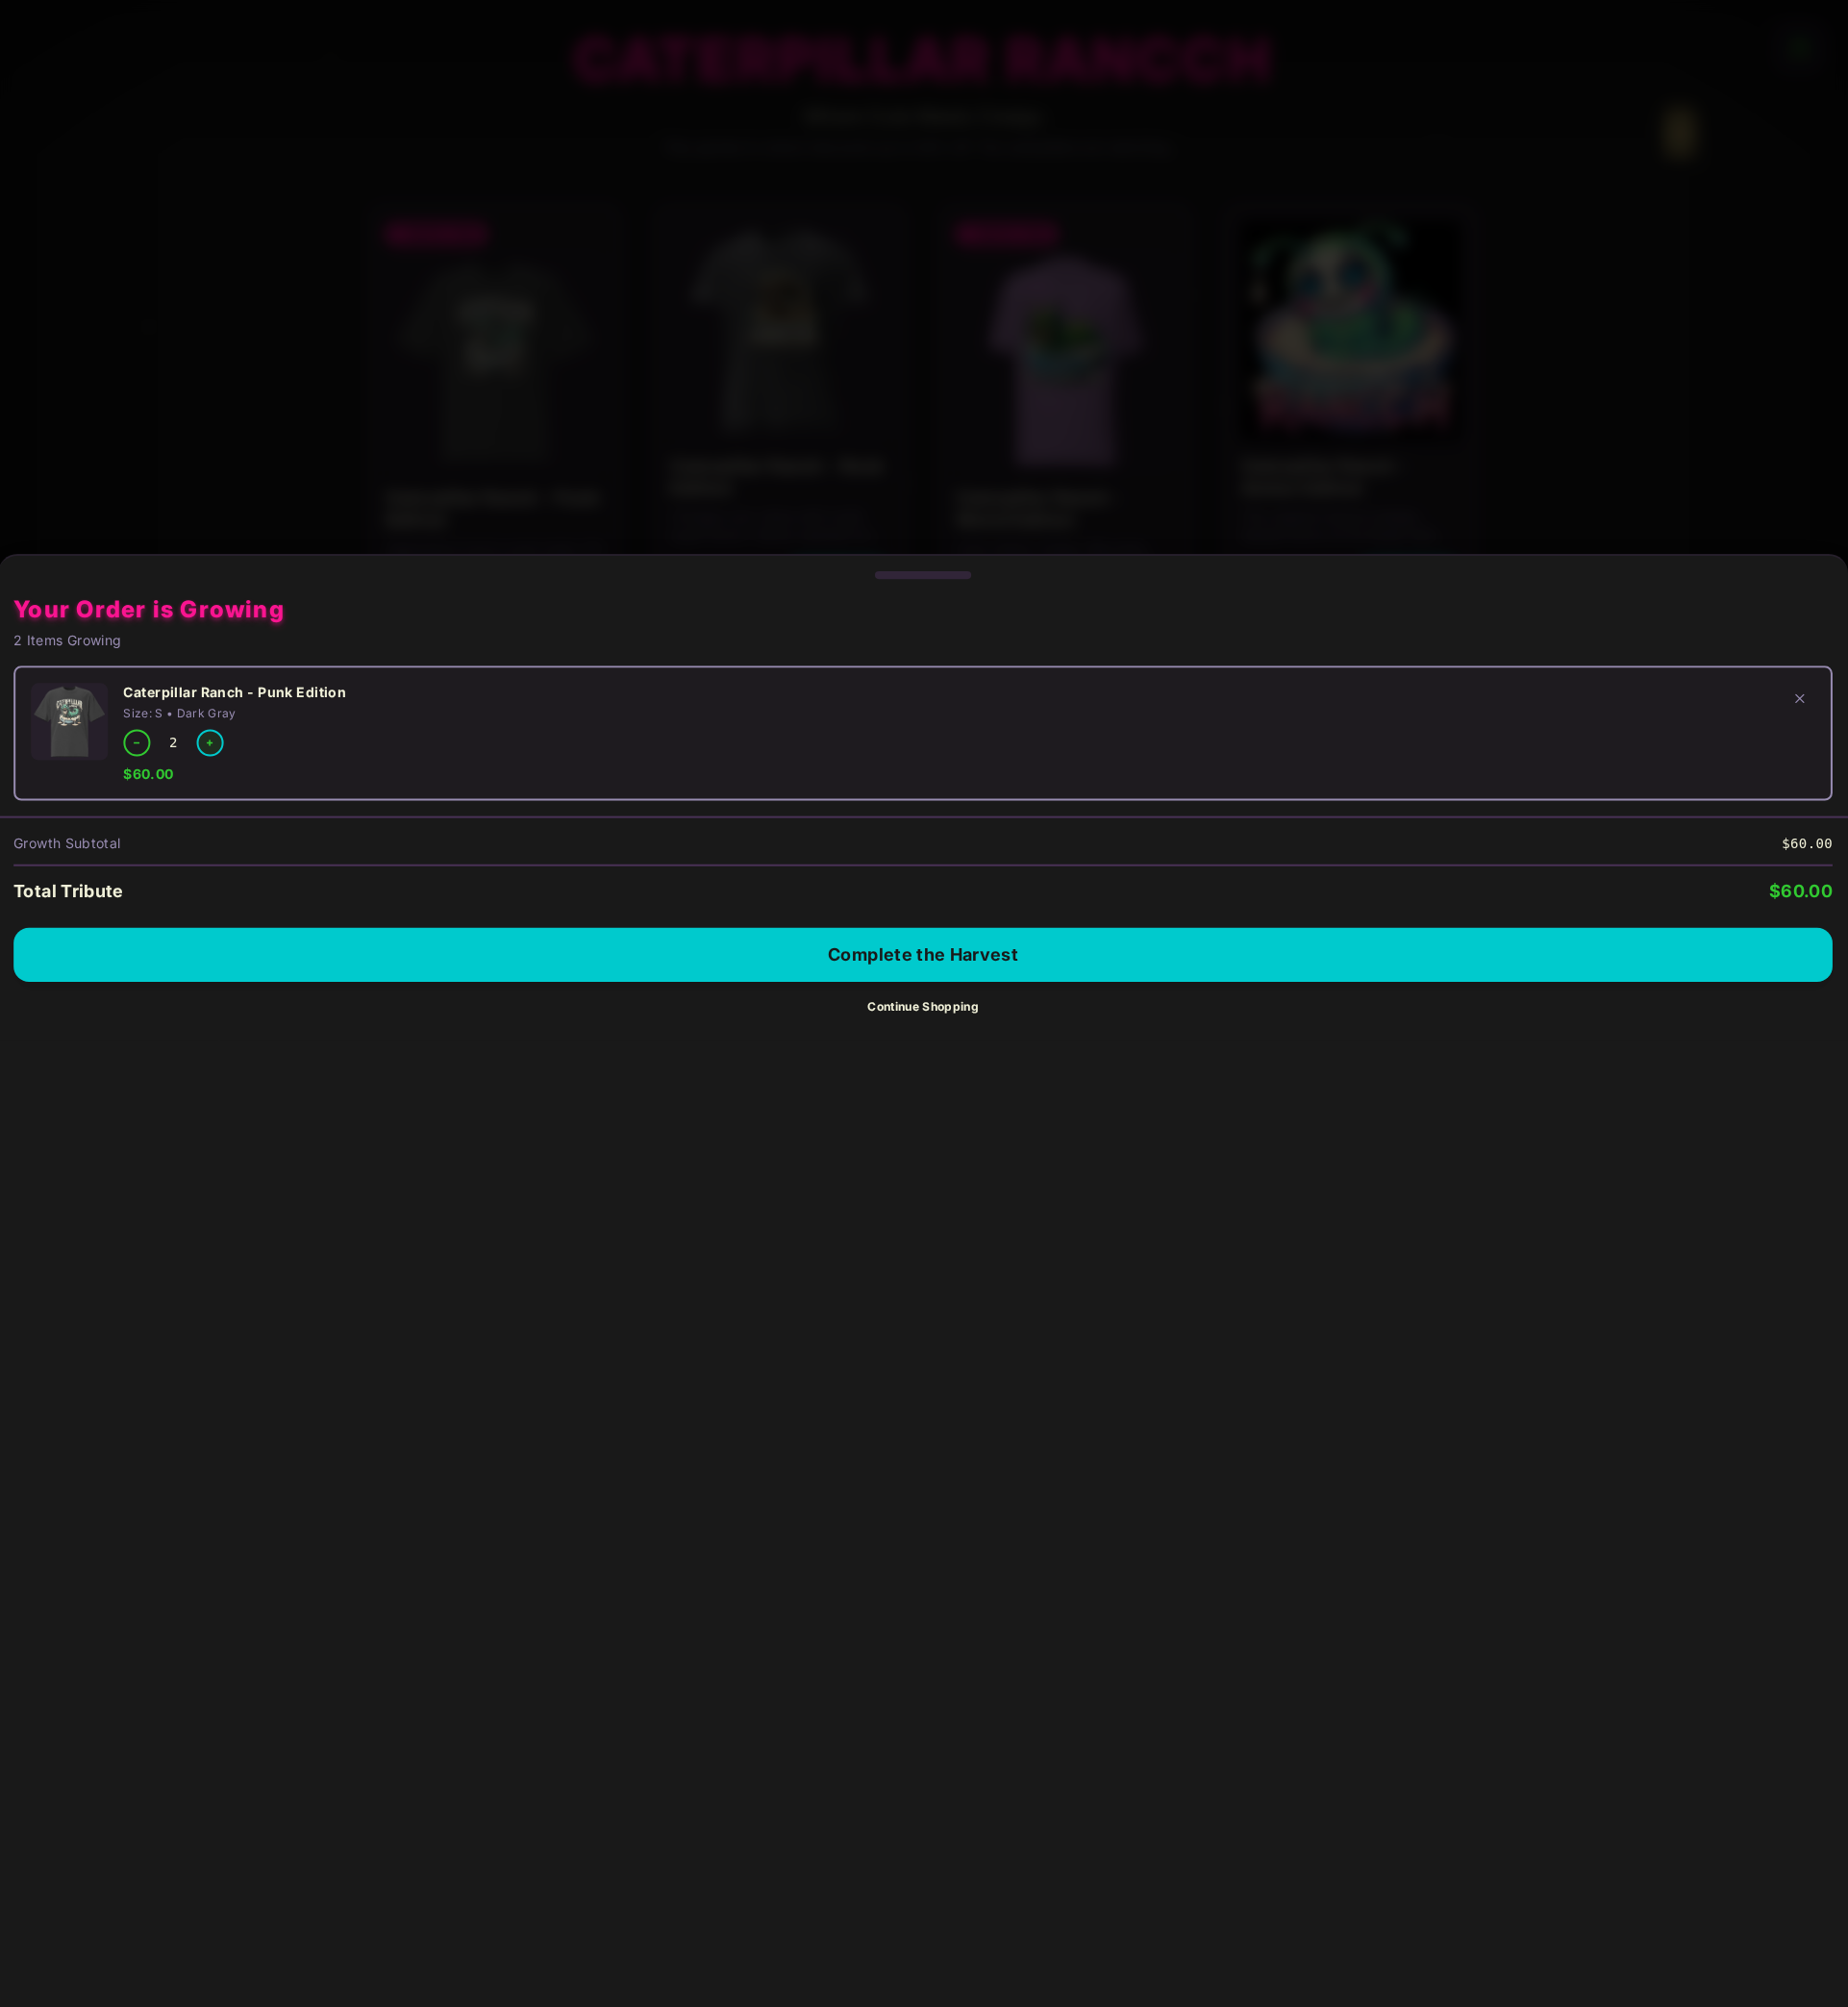 CATERPILLAR RANCCH
Your Order is Growing
2 Items Growing
Caterpillar Ranch - Punk Edition
Size: S • Dark Gray
− 2 +
$60.00
Growth Subtotal $60.00
Total Tribute $60.00
Complete the Harvest
Continue Shopping